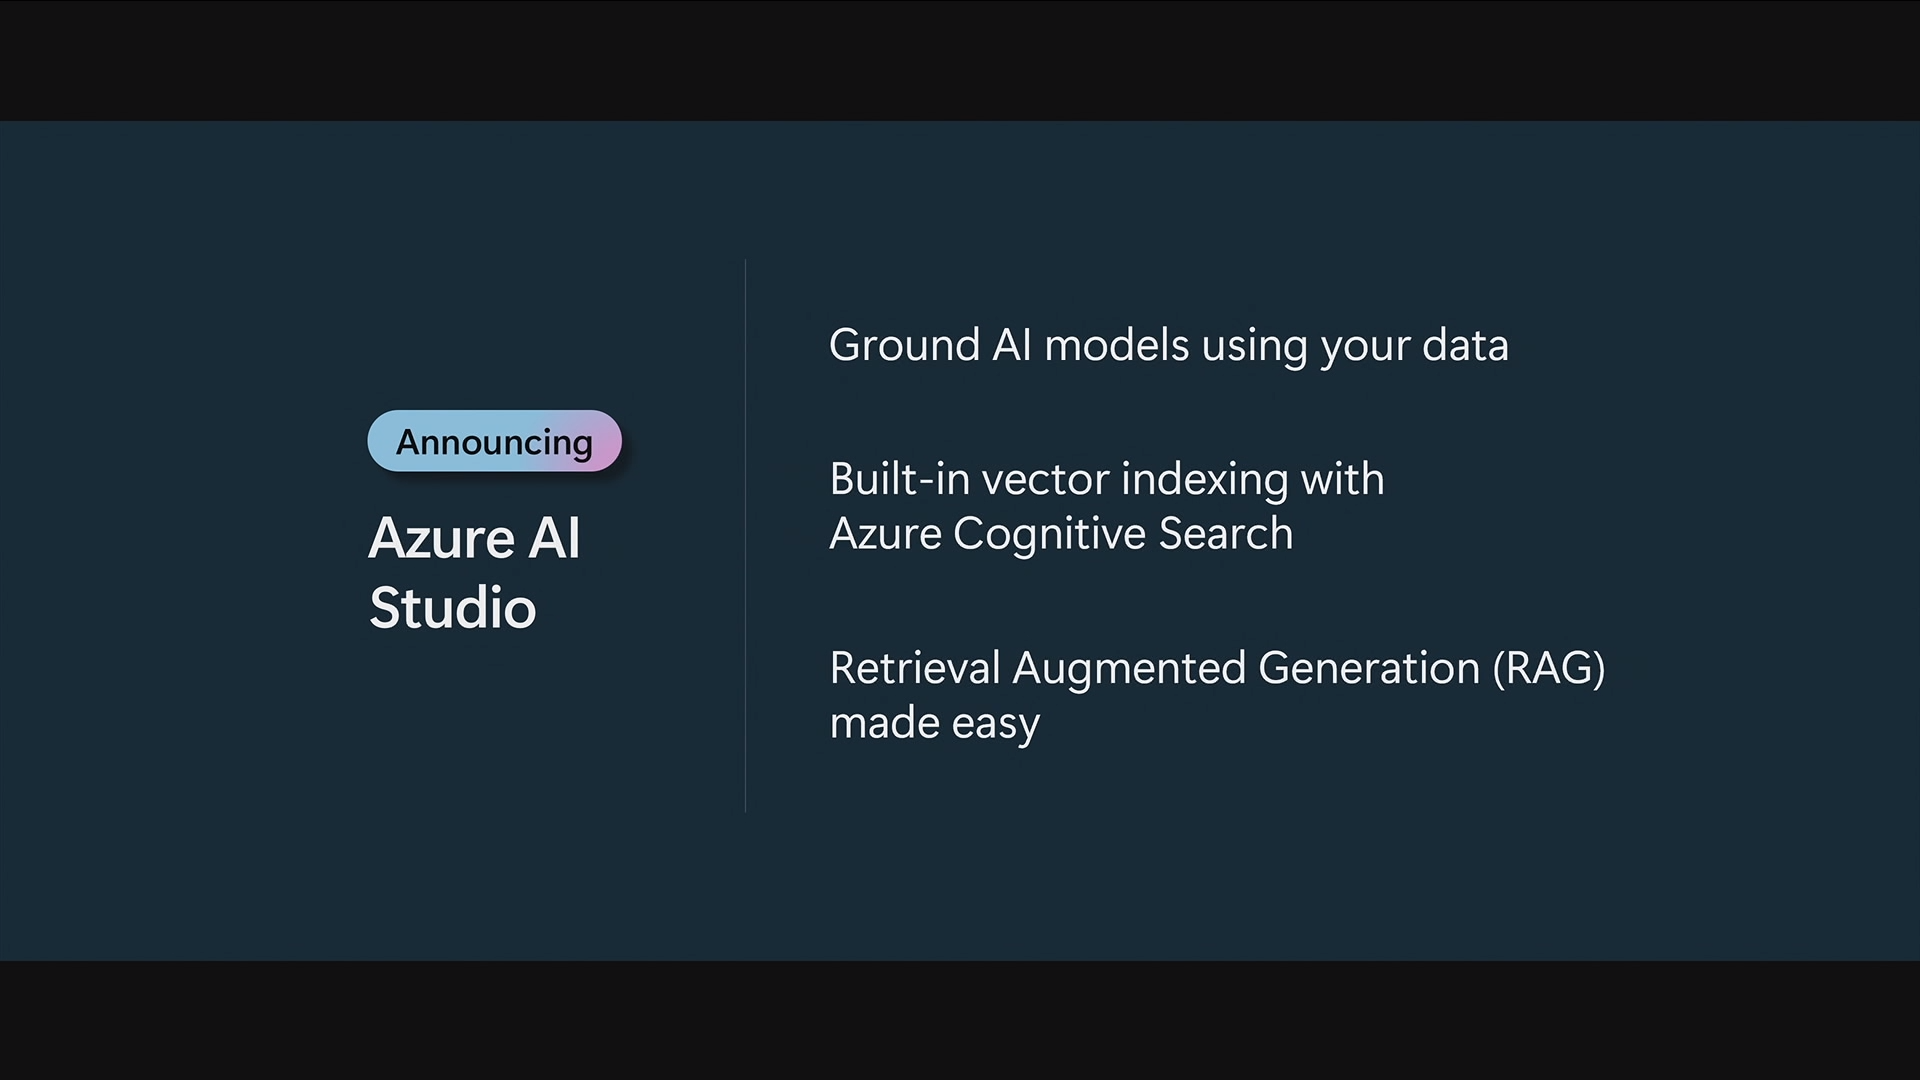 Announcing
Azure AI
Studio
Ground AI models using your data
Built-in vector indexing with
Azure Cognitive Search
Retrieval Augmented Generation (RAG)
made easy